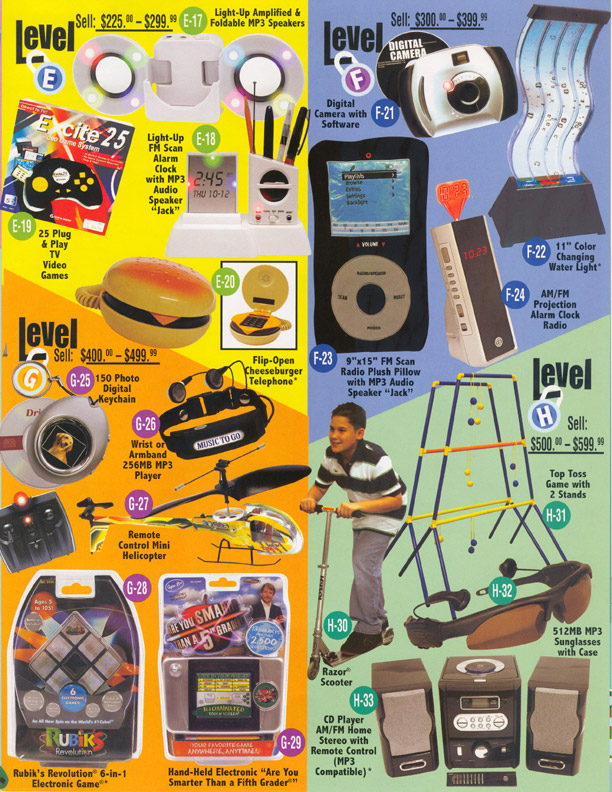 Level
E
Sell: $225.00 – $299.99
E-17
Light-Up Amplified &
Foldable MP3 Speakers
E-18
Light-Up
FM Scan
Alarm
Clock
with MP3
Audio
Speaker
"Jack"
2:45
THU 10-12
Excite 25
Video Game System
E-19
25 Plug
& Play
TV
Video
Games
E-20
Flip-Open
Cheeseburger
Telephone*
Level
F
Sell: $300.00 – $399.99
DIGITAL
CAMERA
Digital
Camera with
Software
F-21
F-22
11" Color
Changing
Water Light*
Playlists
Browse
Extras
Settings
Backlight
VOLUME
SCAN
RESET
F-23
9"x15" FM Scan
Radio Plush Pillow
with MP3 Audio
Speaker "Jack"
10:23
F-24
AM/FM
Projection
Alarm Clock
Radio
Level
G
Sell: $400.00 – $499.99
G-25
150 Photo
Digital
Keychain
G-26
Wrist or
Armband
256MB MP3
Player
MUSIC TO GO
G-27
Remote
Control Mini
Helicopter
G-28
Ages 5
to 105!
6
ELECTRONIC
GAMES
An All New Spin on the World's #1 Cube!
RUBIK'S
Revolution
Rubik's Revolution® 6-in-1
Electronic Game®*
ARE YOU SMARTER
THAN A 5th GRADER?
2,500
ILLUMINATED
YOUR FAVORITE GAME
ANYWHERE, ANYTIME!
G-29
Hand-Held Electronic "Are You
Smarter Than a Fifth Grader®"
Level
H
Sell:
$500.00 – $599.99
Top Toss
Game with
2 Stands
H-31
H-32
512MB MP3
Sunglasses
with Case
H-30
RAZOR
Razor®
Scooter
H-33
CD Player
AM/FM Home
Stereo with
Remote Control
(MP3
Compatible)*